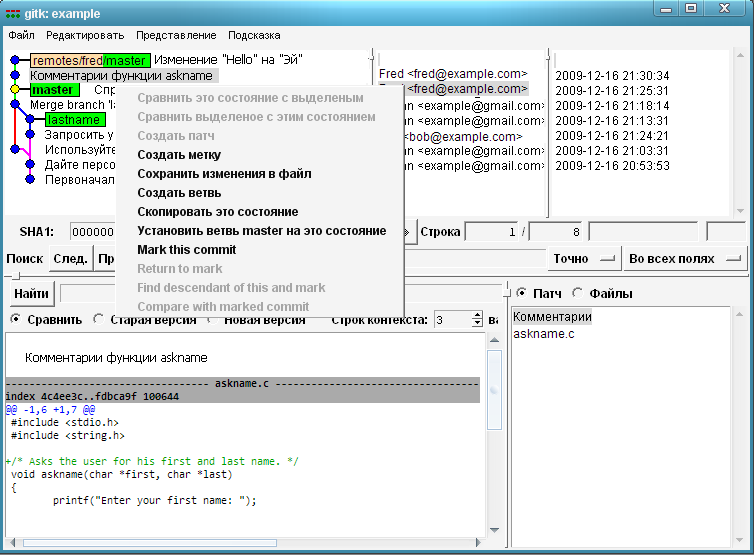 gitk: example
Файл Редактировать Представление Подсказка
remotes/fred/master Изменение "Hello" на "Эй"
Комментарии функции askname Fred <fred@example.com> 2009-12-16 21:30:34
master <fred@example.com> 2009-12-16 21:25:31
Merge branch <example@gmail.com> 2009-12-16 21:18:14
lastname <example@gmail.com> 2009-12-16 21:13:31
Запросить у <bob@example.com> 2009-12-16 21:24:21
Используйте <example@gmail.com> 2009-12-16 21:03:31
Дайте <example@gmail.com> 2009-12-16 20:53:53
Сравнить это состояние с выделеным
Сравнить выделеное с этим состоянием
Создать патч
Создать метку
Сохранить изменения в файл
Создать ветвь
Скопировать это состояние
Установить ветвь master на это состояние
Mark this commit
Return to mark
Find descendant of this and mark
Compare with marked commit
SHA1: 000000 Строка 1 / 8
Поиск След. Точно Во всех полях
Найти
Сравнить Старая версия Новая версия Строк контекста: 3
Патч Файлы
Комментарии
askname.c
Комментарии функции askname
---------------------------------- askname.c ----------------------------------
index 4c4ee3c..fdbca9f 100644
@@ -1,6 +1,7 @@
#include <stdio.h>
#include <string.h>
+/* Asks the user for his first and last name. */
void askname(char *first, char *last)
{
printf("Enter your first name: ");